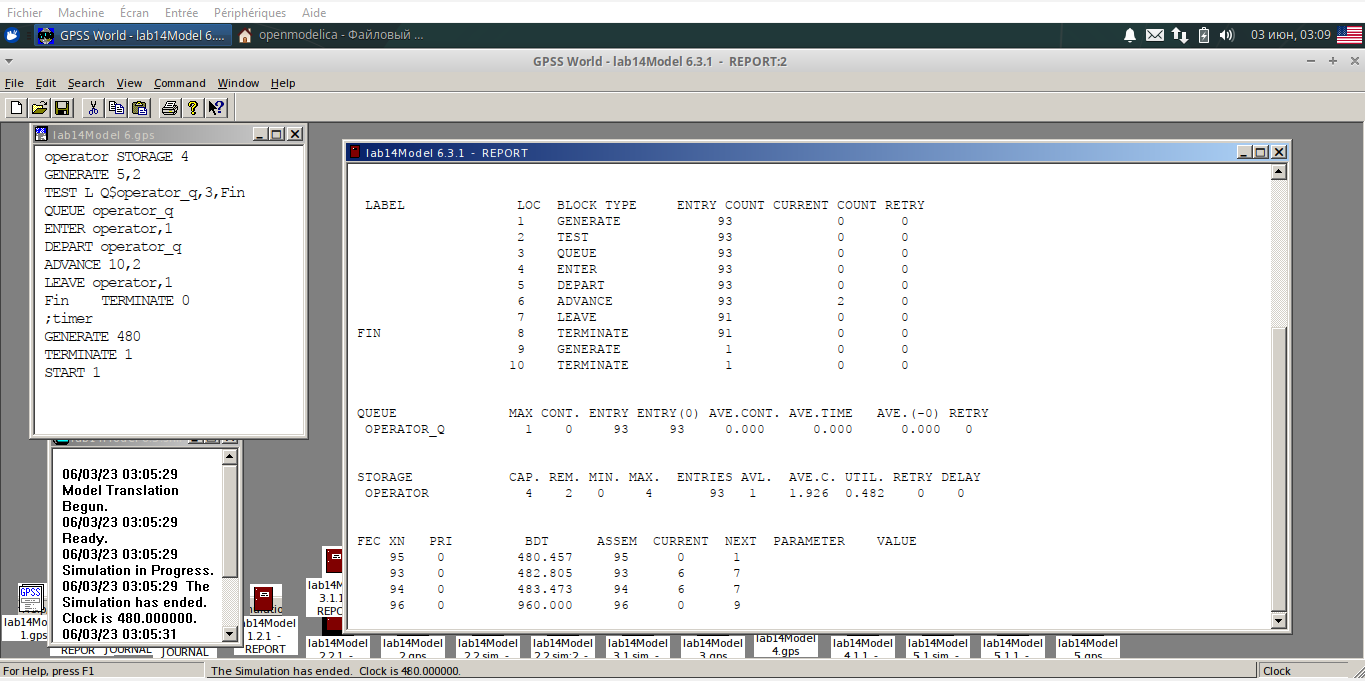 Fichier Machine Écran Entrée Périphériques Aide
GPSS World - lab14Model 6.... openmodelica - Файловый ... 03 июн, 03:09
GPSS World - lab14Model 6.3.1 - REPORT:2
File Edit Search View Command Window Help
lab14Model 6.gps
operator STORAGE 4
GENERATE 5,2
TEST L Q$operator_q,3,Fin
QUEUE operator_q
ENTER operator,1
DEPART operator_q
ADVANCE 10,2
LEAVE operator,1
Fin TERMINATE 0
;timer
GENERATE 480
TERMINATE 1
START 1
06/03/23 03:05:29
Model Translation
Begun.
06/03/23 03:05:29
Ready.
06/03/23 03:05:29
Simulation in Progress.
06/03/23 03:05:29 The
Simulation has ended.
Clock is 480.000000.
06/03/23 03:05:31
lab14Model 6.3.1 - REPORT
LABEL LOC BLOCK TYPE ENTRY COUNT CURRENT COUNT RETRY
1 GENERATE 93 0 0
2 TEST 93 0 0
3 QUEUE 93 0 0
4 ENTER 93 0 0
5 DEPART 93 0 0
6 ADVANCE 93 2 0
7 LEAVE 91 0 0
FIN 8 TERMINATE 91 0 0
9 GENERATE 1 0 0
10 TERMINATE 1 0 0
QUEUE MAX CONT. ENTRY ENTRY(0) AVE.CONT. AVE.TIME AVE.(-0) RETRY
OPERATOR_Q 1 0 93 93 0.000 0.000 0.000 0
STORAGE CAP. REM. MIN. MAX. ENTRIES AVL. AVE.C. UTIL. RETRY DELAY
OPERATOR 4 2 0 4 93 1 1.926 0.482 0 0
FEC XN PRI BDT ASSEM CURRENT NEXT PARAMETER VALUE
95 0 480.457 95 0 1
93 0 482.805 93 6 7
94 0 483.473 94 6 7
96 0 960.000 96 0 9
GPSS
1.gps
REPOR JOURNAL
JOURNAL
1.2.1 -
REPORT
3.1.1
REPO
lab14Model
2.2.1 -
lab14Model
2.gps
lab14Model
2.2.sim -
lab14Model
2.2sim:2 -
lab14Model
3.1.sim -
lab14Model
3.gps
lab14Model
4.gps
lab14Model
4.1.1 -
lab14Model
5.1.sim -
lab14Model
5.1.1 -
lab14Model
5.gps
For Help, press F1 The Simulation has ended. Clock is 480.000000. Clock